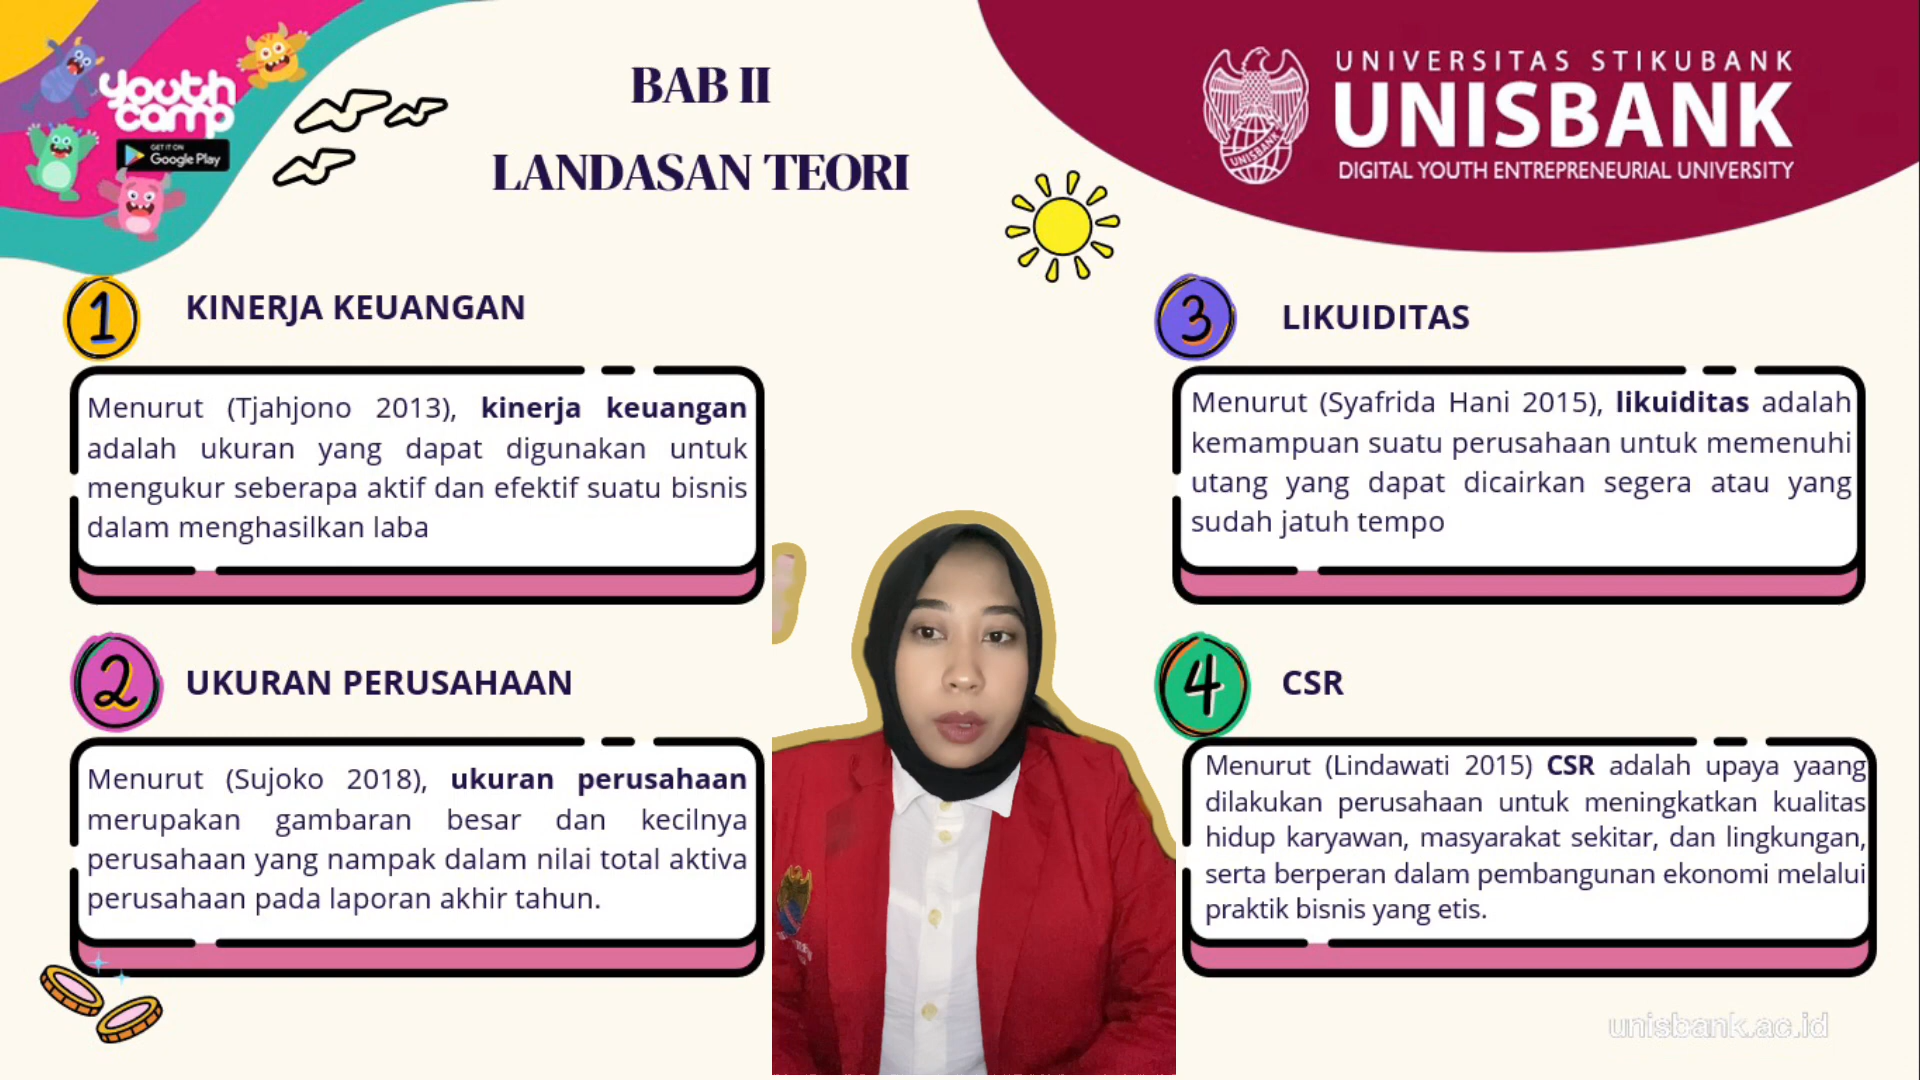 youth
camp
GET IT ON
Google Play
BAB II
LANDASAN TEORI
UNIVERSITAS STIKUBANK
UNISBANK
DIGITAL YOUTH ENTREPRENEURIAL UNIVERSITY
UNISBANK
1
KINERJA KEUANGAN
Menurut (Tjahjono 2013), kinerja keuangan
adalah ukuran yang dapat digunakan untuk
mengukur seberapa aktif dan efektif suatu bisnis
dalam menghasilkan laba
2
UKURAN PERUSAHAAN
Menurut (Sujoko 2018), ukuran perusahaan
merupakan gambaran besar dan kecilnya
perusahaan yang nampak dalam nilai total aktiva
perusahaan pada laporan akhir tahun.
3
LIKUIDITAS
Menurut (Syafrida Hani 2015), likuiditas adalah
kemampuan suatu perusahaan untuk memenuhi
utang yang dapat dicairkan segera atau yang
sudah jatuh tempo
4
CSR
Menurut (Lindawati 2015) CSR adalah upaya yaang
dilakukan perusahaan untuk meningkatkan kualitas
hidup karyawan, masyarakat sekitar, dan lingkungan,
serta berperan dalam pembangunan ekonomi melalui
praktik bisnis yang etis.
unisbank.ac.id